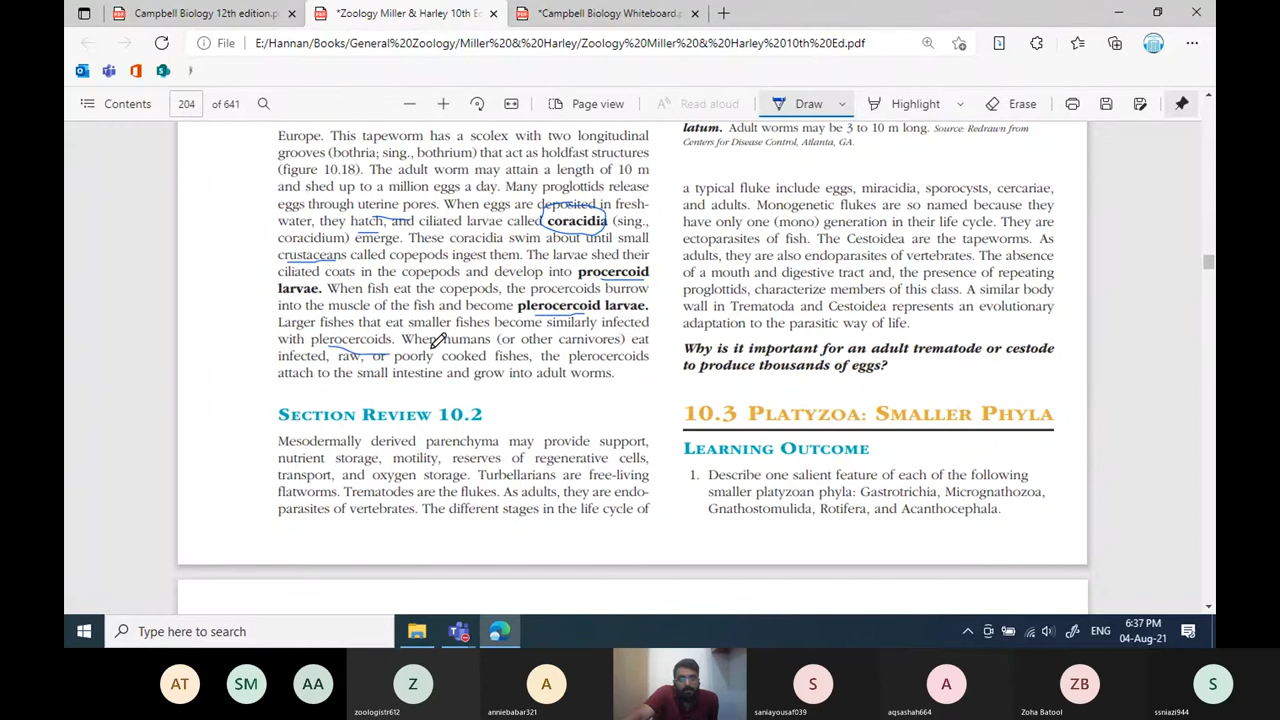 Campbell Biology 12th edition.p
*Zoology Miller & Harley 10th Ed
*Campbell Biology Whiteboard.p
File
E:/Hannan/Books/General%20Zoology/Miller%20&%20Harley/Zoology%20Miller%20&%20Harley%2010th%20Ed.pdf
Contents
204
of 641
Page view
Read aloud
Draw
Highlight
Erase
Europe. This tapeworm has a scolex with two longitudinal
grooves (bothria; sing., bothrium) that act as holdfast structures
(figure 10.18). The adult worm may attain a length of 10 m
and shed up to a million eggs a day. Many proglottids release
eggs through uterine pores. When eggs are deposited in fresh-
water, they hatch, and ciliated larvae called coracidia (sing.,
coracidium) emerge. These coracidia swim about until small
crustaceans called copepods ingest them. The larvae shed their
ciliated coats in the copepods and develop into procercoid
larvae. When fish eat the copepods, the procercoids burrow
into the muscle of the fish and become plerocercoid larvae.
Larger fishes that eat smaller fishes become similarly infected
with plerocercoids. When humans (or other carnivores) eat
infected, raw, or poorly cooked fishes, the plerocercoids
attach to the small intestine and grow into adult worms.
Section Review 10.2
Mesodermally derived parenchyma may provide support,
nutrient storage, motility, reserves of regenerative cells,
transport, and oxygen storage. Turbellarians are free-living
flatworms. Trematodes are the flukes. As adults, they are endo-
parasites of vertebrates. The different stages in the life cycle of
latum. Adult worms may be 3 to 10 m long. Source: Redrawn from
Centers for Disease Control, Atlanta, GA.
a typical fluke include eggs, miracidia, sporocysts, cercariae,
and adults. Monogenetic flukes are so named because they
have only one (mono) generation in their life cycle. They are
ectoparasites of fish. The Cestoidea are the tapeworms. As
adults, they are also endoparasites of vertebrates. The absence
of a mouth and digestive tract and, the presence of repeating
proglottids, characterize members of this class. A similar body
wall in Trematoda and Cestoidea represents an evolutionary
adaptation to the parasitic way of life.
Why is it important for an adult trematode or cestode
to produce thousands of eggs?
10.3 Platyzoa: Smaller Phyla
Learning Outcome
1. Describe one salient feature of each of the following
smaller platyzoan phyla: Gastrotrichia, Micrognathozoa,
Gnathostomulida, Rotifera, and Acanthocephala.
Type here to search
ENG
6:37 PM
04-Aug-21
AT
SM
AA
Z
zoologistr612
A
anniebabar321
S
saniayousaf039
A
aqsashah664
ZB
Zoha Batool
S
ssniazi944